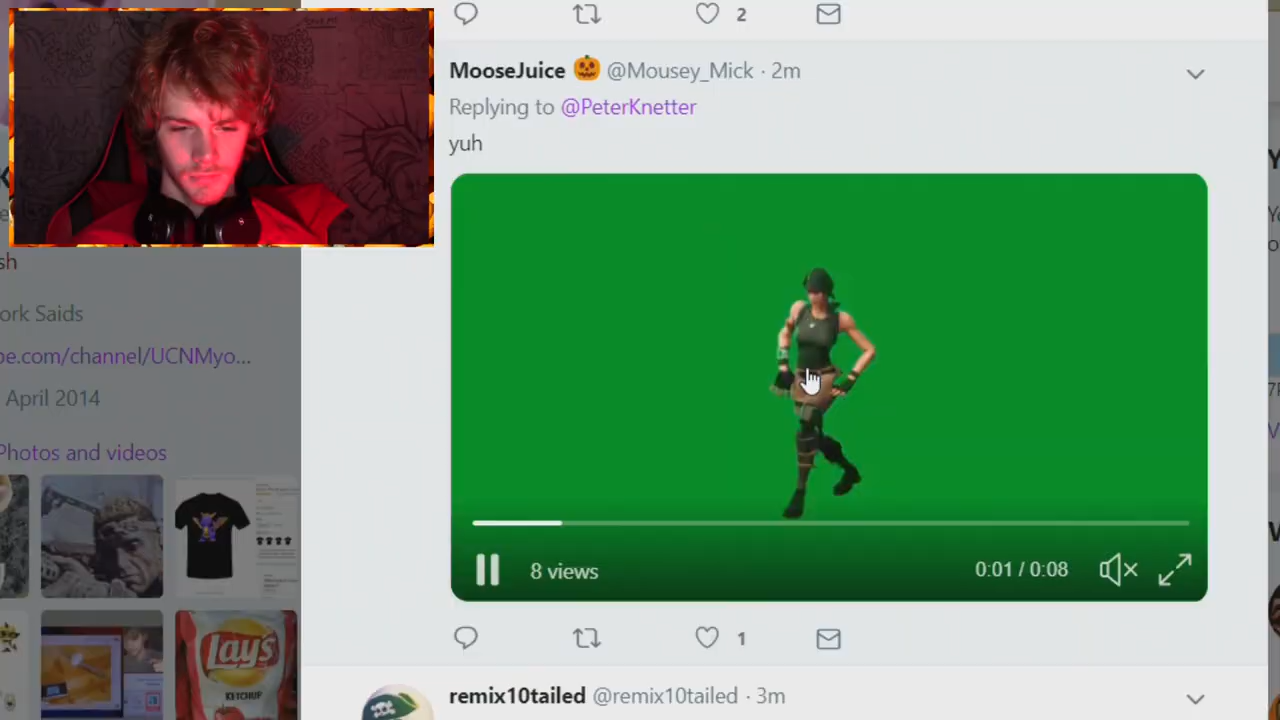 2
MooseJuice 🎃 @Mousey_Mick · 2m
Replying to @PeterKnetter
yuh
sh
ork Saids
be.com/channel/UCNMyo...
April 2014
Photos and videos
8 views
0:01 / 0:08
Lay's
KETCHUP
1
remix10tailed @remix10tailed · 3m